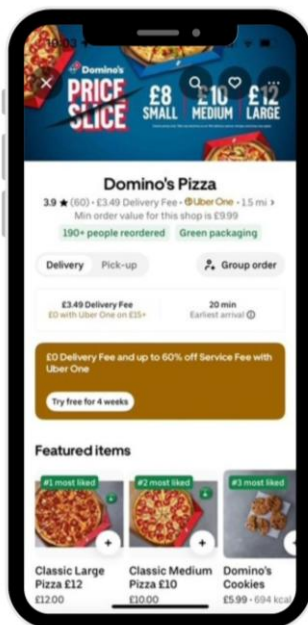 10:03
Domino's
PRICE
SLICE
£8 £10 £12
SMALL MEDIUM LARGE
Domino's Pizza
3.9 ★ (60) • £3.49 Delivery Fee • Uber One • 1.5 mi >
Min order value for this shop is £9.99
190+ people reordered Green packaging
Delivery Pick-up Group order
£3.49 Delivery Fee 20 min
£0 with Uber One on £15+ Earliest arrival
£0 Delivery Fee and up to 60% off Service Fee with
Uber One
Try free for 4 weeks
Featured items
#1 most liked #2 most liked #3 most liked
Classic Large Classic Medium Domino's
Pizza £12 Pizza £10 Cookies
£12.00 £10.00 £5.99 • 694 kcal